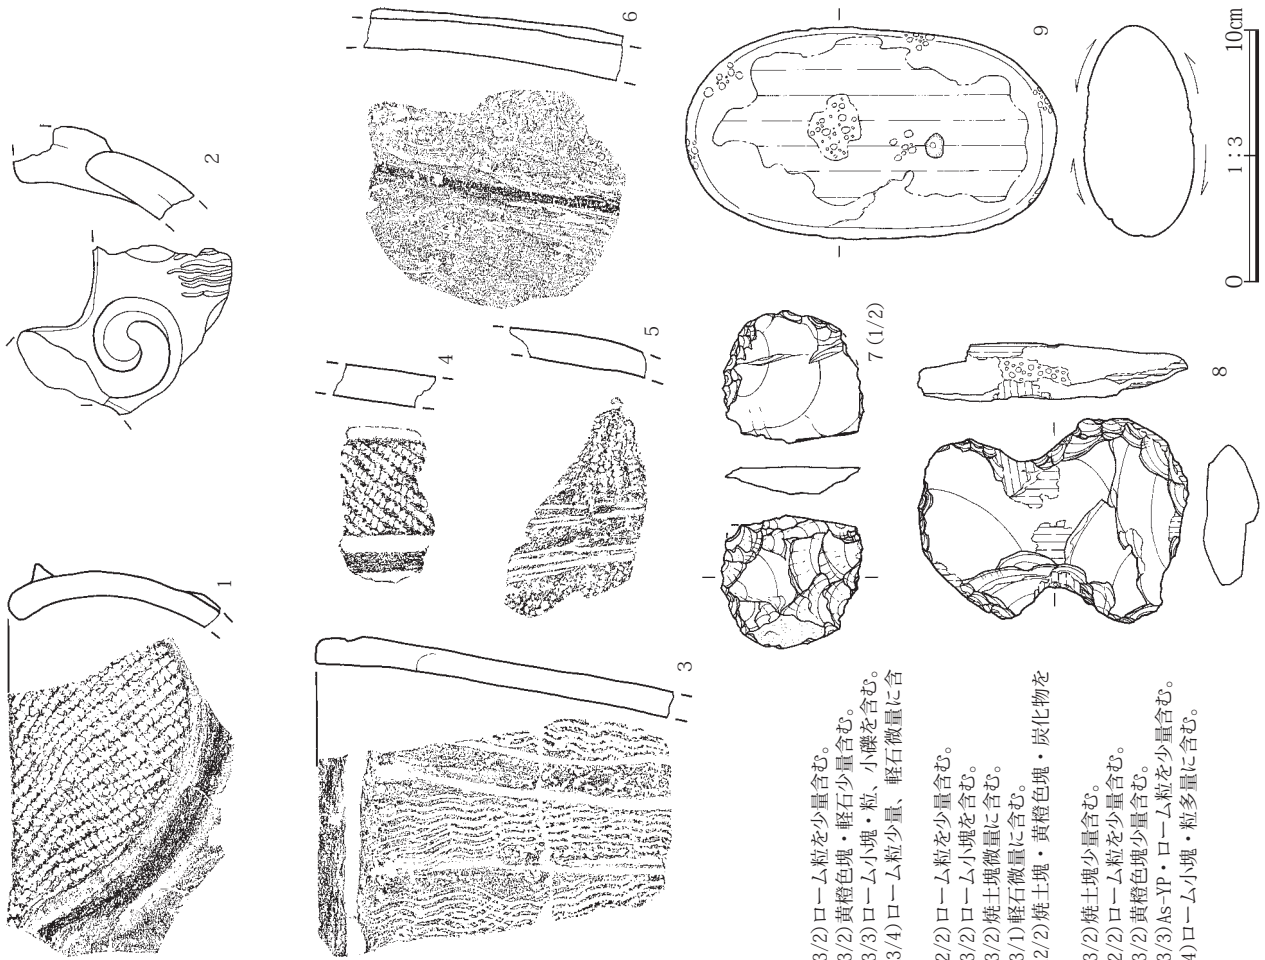 1
2
3
4
5
6
7 (1/2)
8
9
0 1:3 10cm
3/2)ローム粒を少量含む。
3/2)黄橙色塊・軽石少量含む。
3/3)ローム小塊・粒、小礫を含む。
3/4)ローム粒少量、軽石微量に含
2/2)ローム粒を少量含む。
3/2)ローム小塊を含む。
3/2)焼土塊微量に含む。
3/1)軽石微量に含む。
2/2)焼土塊・黄橙色塊・炭化物を
3/2)焼土塊少量含む。
2/2)ローム粒を少量含む。
3/2)黄橙色塊少量含む。
3/3)As-YP・ローム粒を少量含む。
4)ローム小塊・粒多量に含む。